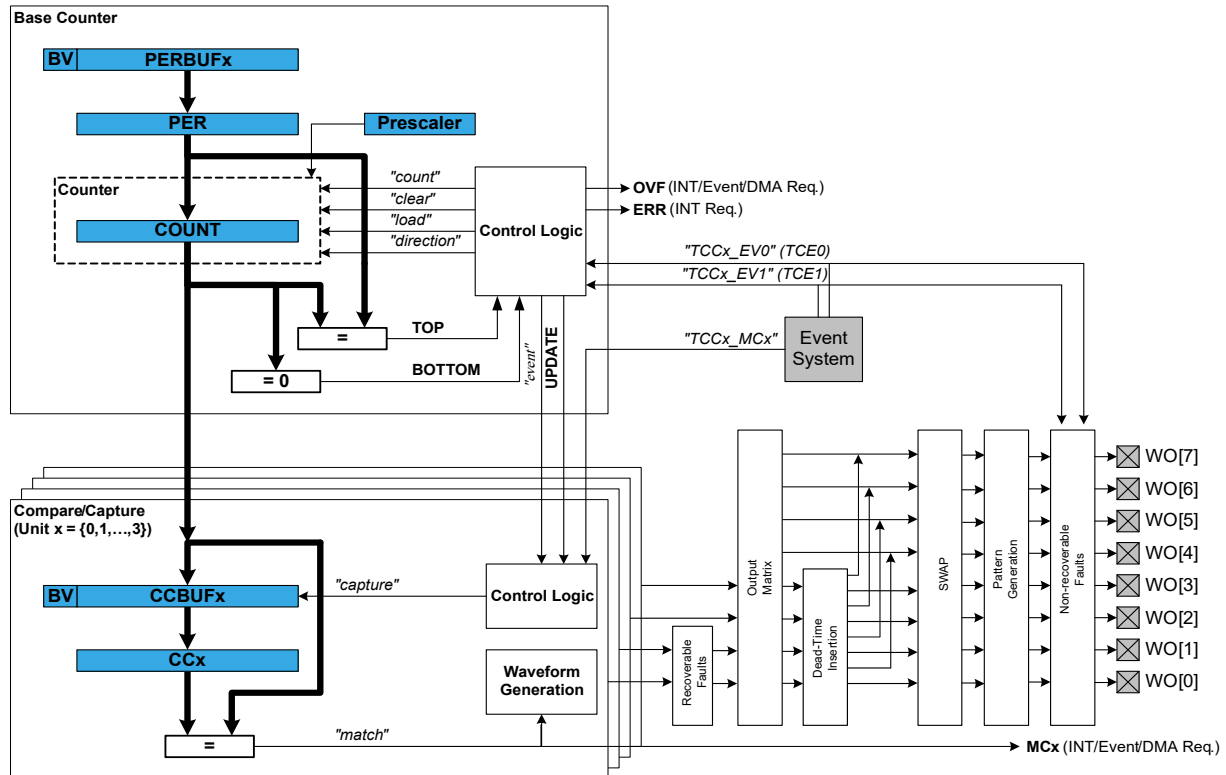 Base Counter
BV PERBUFx
PER
Prescaler
Counter
COUNT
"count"
"clear"
"load"
"direction"
Control Logic
OVF (INT/Event/DMA Req.)
ERR (INT Req.)
"TCCx_EV0" (TCE0)
"TCCx_EV1" (TCE1)
"TCCx_MCx"
Event
System
=
TOP
= 0
BOTTOM
"event"
UPDATE
Compare/Capture
(Unit x = {0,1,…,3})
BV CCBUFx
"capture"
Control Logic
CCx
Waveform
Generation
=
"match"
Recoverable
Faults
Output
Matrix
Dead-Time
Insertion
SWAP
Pattern
Generation
Non-recoverable
Faults
WO[7]
WO[6]
WO[5]
WO[4]
WO[3]
WO[2]
WO[1]
WO[0]
MCx (INT/Event/DMA Req.)